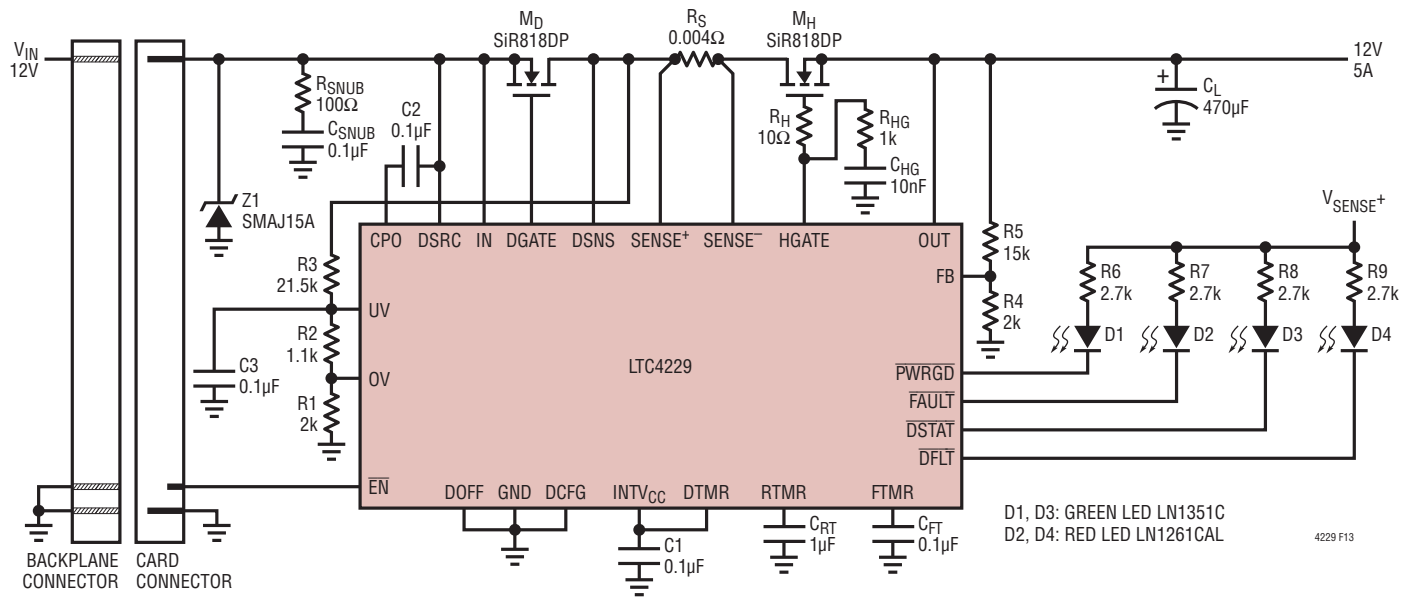 VIN
12V
MD
SiR818DP
RS
0.004Ω
MH
SiR818DP
12V
5A
RSNUB
100Ω
CSNUB
0.1µF
C2
0.1µF
RH
10Ω
RHG
1k
CHG
10nF
+
CL
470µF
Z1
SMAJ15A
VSENSE+
CPO DSRC IN DGATE DSNS SENSE+ SENSE– HGATE OUT
R3
21.5k
R5
15k
FB
R4
2k
R6
2.7k
R7
2.7k
R8
2.7k
R9
2.7k
UV
R2
1.1k
D1
D2
D3
D4
C3
0.1µF
LTC4229
OV
R1
2k
PWRGD
FAULT
DSTAT
DFLT
EN
DOFF GND DCFG INTVCC DTMR RTMR FTMR
C1
0.1µF
CRT
1µF
CFT
0.1µF
D1, D3: GREEN LED LN1351C
D2, D4: RED LED LN1261CAL
4229 F13
BACKPLANE
CONNECTOR
CARD
CONNECTOR